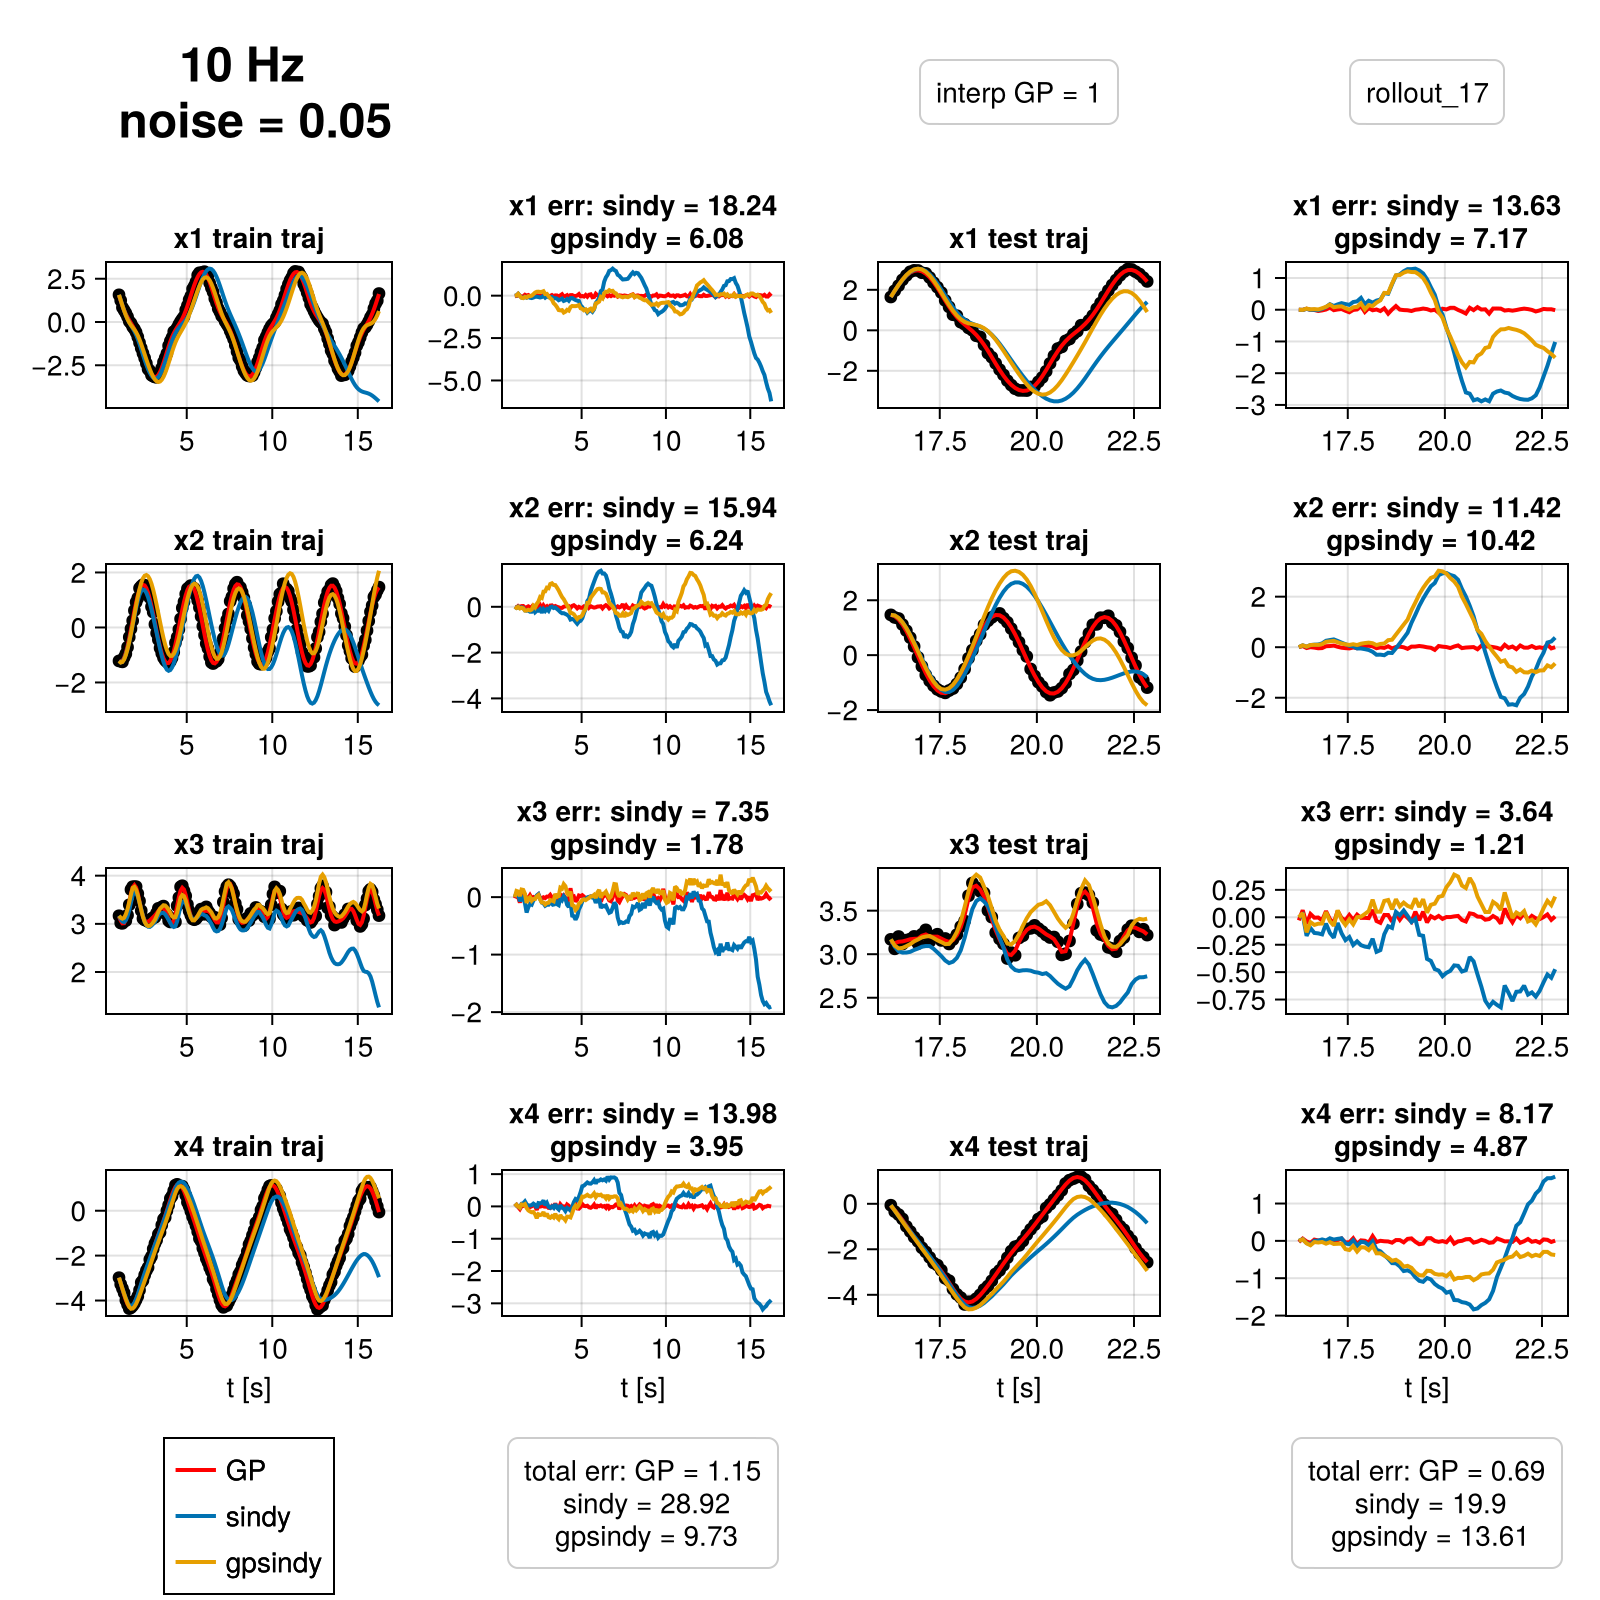 10 Hz
noise = 0.05
interp GP = 1
rollout_17
x1 train traj
2.5
0.0
−2.5
5 10 15
x1 err: sindy = 18.24
gpsindy = 6.08
0.0
−2.5
−5.0
5 10 15
x1 test traj
2
0
−2
17.5 20.0 22.5
x1 err: sindy = 13.63
gpsindy = 7.17
1
0
−1
−2
−3
17.5 20.0 22.5
x2 train traj
2
0
−2
5 10 15
x2 err: sindy = 15.94
gpsindy = 6.24
0
−2
−4
5 10 15
x2 test traj
2
0
−2
17.5 20.0 22.5
x2 err: sindy = 11.42
gpsindy = 10.42
2
0
−2
17.5 20.0 22.5
x3 train traj
4
3
2
5 10 15
x3 err: sindy = 7.35
gpsindy = 1.78
0
−1
−2
5 10 15
x3 test traj
3.5
3.0
2.5
17.5 20.0 22.5
x3 err: sindy = 3.64
gpsindy = 1.21
0.25
0.00
−0.25
−0.50
−0.75
17.5 20.0 22.5
x4 train traj
0
−2
−4
5 10 15
t [s]
x4 err: sindy = 13.98
gpsindy = 3.95
1
0
−1
−2
−3
5 10 15
t [s]
x4 test traj
0
−2
−4
17.5 20.0 22.5
t [s]
x4 err: sindy = 8.17
gpsindy = 4.87
1
0
−1
−2
17.5 20.0 22.5
t [s]
GP
sindy
gpsindy
total err: GP = 1.15
sindy = 28.92
gpsindy = 9.73
total err: GP = 0.69
sindy = 19.9
gpsindy = 13.61